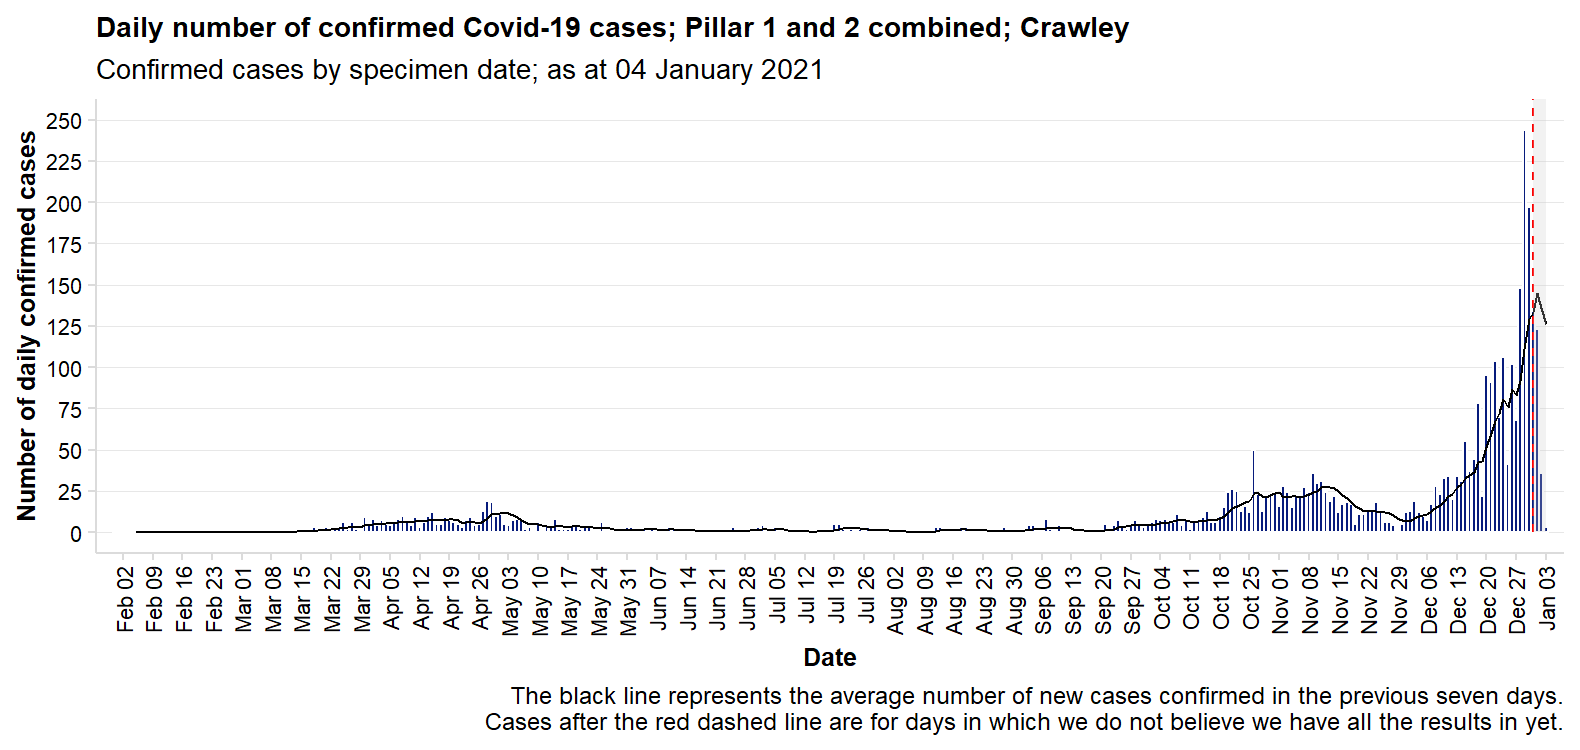 Daily number of confirmed Covid-19 cases; Pillar 1 and 2 combined; Crawley
Confirmed cases by specimen date; as at 04 January 2021
Number of daily confirmed cases
250
225
200
175
150
125
100
75
50
25
0
Feb 02
Feb 09
Feb 16
Feb 23
Mar 01
Mar 08
Mar 15
Mar 22
Mar 29
Apr 05
Apr 12
Apr 19
Apr 26
May 03
May 10
May 17
May 24
May 31
Jun 07
Jun 14
Jun 21
Jun 28
Jul 05
Jul 12
Jul 19
Jul 26
Aug 02
Aug 09
Aug 16
Aug 23
Aug 30
Sep 06
Sep 13
Sep 20
Sep 27
Oct 04
Oct 11
Oct 18
Oct 25
Nov 01
Nov 08
Nov 15
Nov 22
Nov 29
Dec 06
Dec 13
Dec 20
Dec 27
Jan 03
Date
The black line represents the average number of new cases confirmed in the previous seven days.
Cases after the red dashed line are for days in which we do not believe we have all the results in yet.